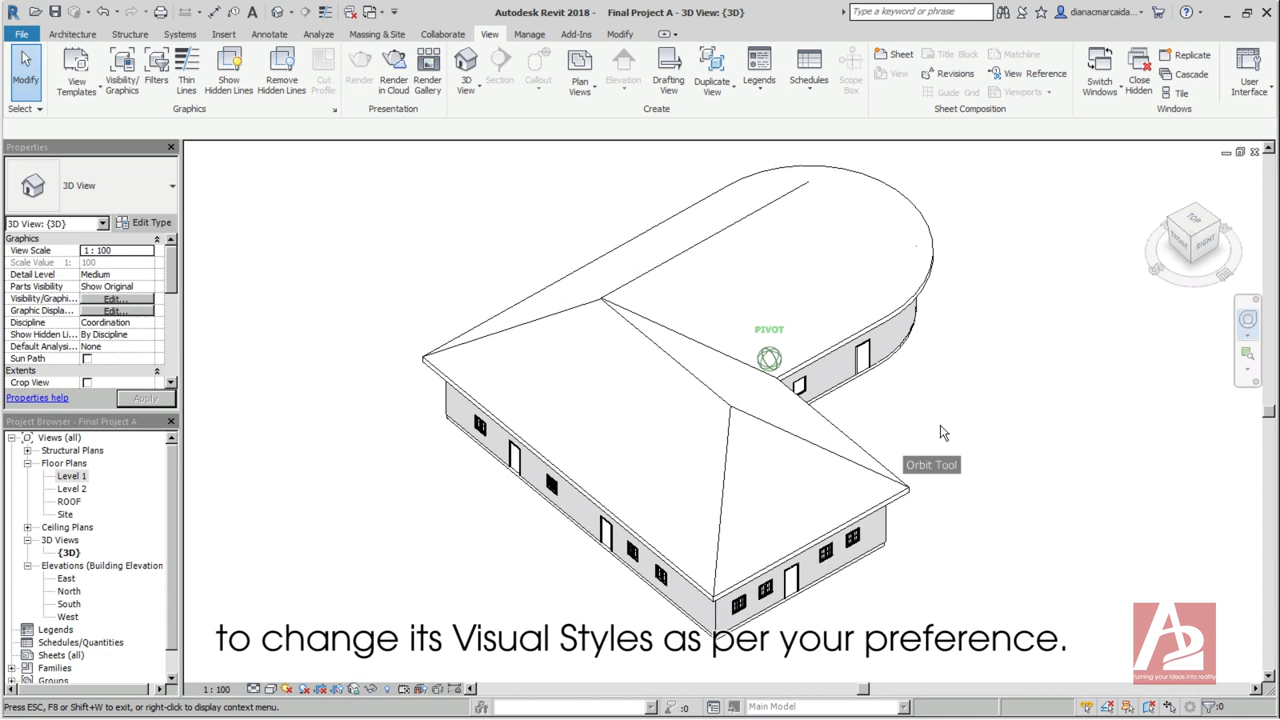 Autodesk Revit 2018 - Final Project A - 3D View: {3D}
Type a keyword or phrase
dianacmarcaida...
File Architecture Structure Systems Insert Annotate Analyze Massing & Site Collaborate View Manage Add-Ins Modify
Modify
View Templates
Visibility/ Graphics
Filters
Thin Lines
Show Hidden Lines
Remove Hidden Lines
Cut Profile
Render
Render in Cloud
Render Gallery
3D View
Section
Callout
Plan Views
Elevation
Drafting View
Duplicate View
Legends
Schedules
Scope Box
Sheet
Title Block
Matchline
View
Revisions
View Reference
Guide Grid
Viewports
Switch Windows
Close Hidden
Replicate
Cascade
Tile
User Interface
Select
Graphics
Presentation
Create
Sheet Composition
Windows
Properties
3D View
3D View: {3D}
Edit Type
Graphics
View Scale 1 : 100
Scale Value 1: 100
Detail Level Medium
Parts Visibility Show Original
Visibility/Graphi... Edit...
Graphic Displa... Edit...
Discipline Coordination
Show Hidden Li... By Discipline
Default Analysi... None
Sun Path
Extents
Crop View
Properties help
Apply
Project Browser - Final Project A
Views (all)
Structural Plans
Floor Plans
Level 1
Level 2
ROOF
Site
Ceiling Plans
3D Views
{3D}
Elevations (Building Elevation
East
North
South
West
Legends
Schedules/Quantities
Sheets (all)
Families
Groups
TOP
RIGHT
PIVOT
Orbit Tool
to change its Visual Styles as per your preference.
turning your ideas into reality
1 : 100
Press ESC, F8 or Shift+W to exit, or right-click to display context menu.
:0
Main Model
:0